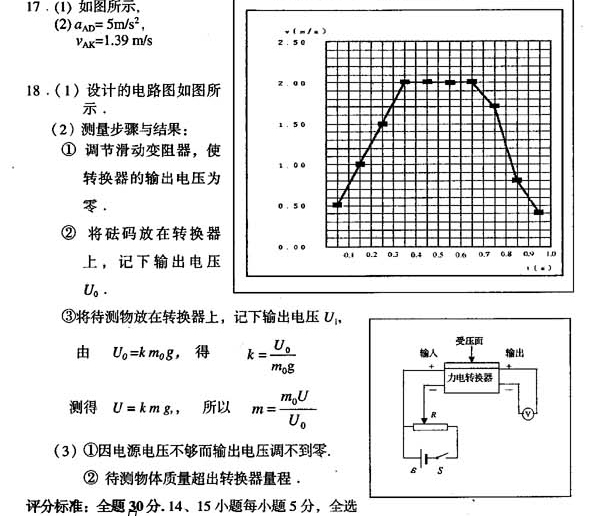 17．(1) 如图所示.
(2) aAD= 5m/s²,
vAK=1.39 m/s
18．(1) 设计的电路图如图所
示．
(2) 测量步骤与结果：
① 调节滑动变阻器，使
转换器的输出电压为
零．
② 将砝码放在转换器
上，记下输出电压
U₀．
③将待测物放在转换器上，记下输出电压 U₁,
由 U₀=k m₀g, 得 k = U₀/m₀g
测得 U = k m g,, 所以 m = m₀U/U₀
(3) ①因电源电压不够而输出电压调不到零.
② 待测物体质量超出转换器量程．
评分标准：全题30分. 14、15小题每小题5分，全选
v(m/s)
2.50
2.00
1.50
1.00
0.50
0.00
0.1 0.2 0.3 0.4 0.5 0.6 0.7 0.8 0.9 1.0
t(s)
受压面
输入 输出
+ +
力电转换器
− −
R
V
ε S